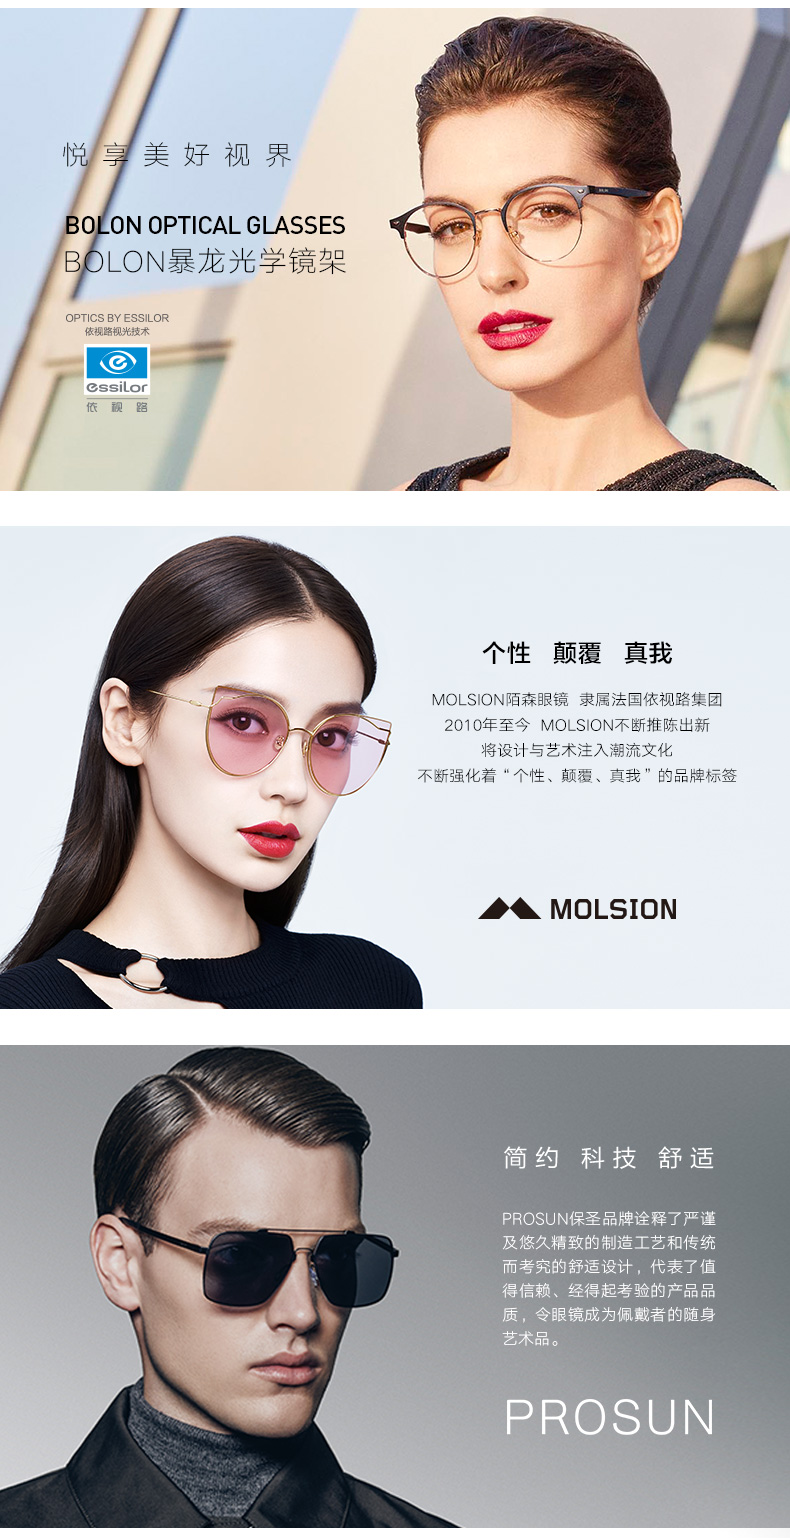 悦享美好视界
BOLON OPTICAL GLASSES
BOLON暴龙光学镜架
OPTICS BY ESSILOR
依视路视光技术
essilor
依视路
个性 颠覆 真我
MOLSION陌森眼镜 隶属法国依视路集团
2010年至今 MOLSION不断推陈出新
将设计与艺术注入潮流文化
不断强化着“个性、颠覆、真我”的品牌标签
MOLSION
简约 科技 舒适
PROSUN保圣品牌诠释了严谨
及悠久精致的制造工艺和传统
而考究的舒适设计，代表了值
得信赖、经得起考验的产品品
质，令眼镜成为佩戴者的随身
艺术品。
PROSUN